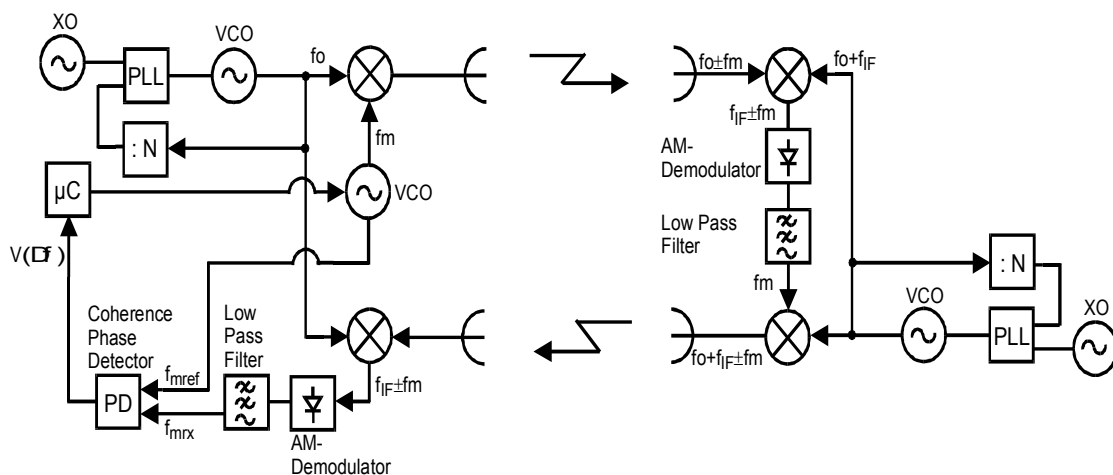 XO
VCO
PLL
fo
: N
fm
µC
VCO
Coherence
Phase
Detector
Low
Pass
Filter
fmref
PD
fmrx
fIF±fm
AM-
Demodulator
fo±fm
fo+fIF
fIF±fm
AM-
Demodulator
Low Pass
Filter
fm
: N
VCO
XO
PLL
fo+fIF±fm